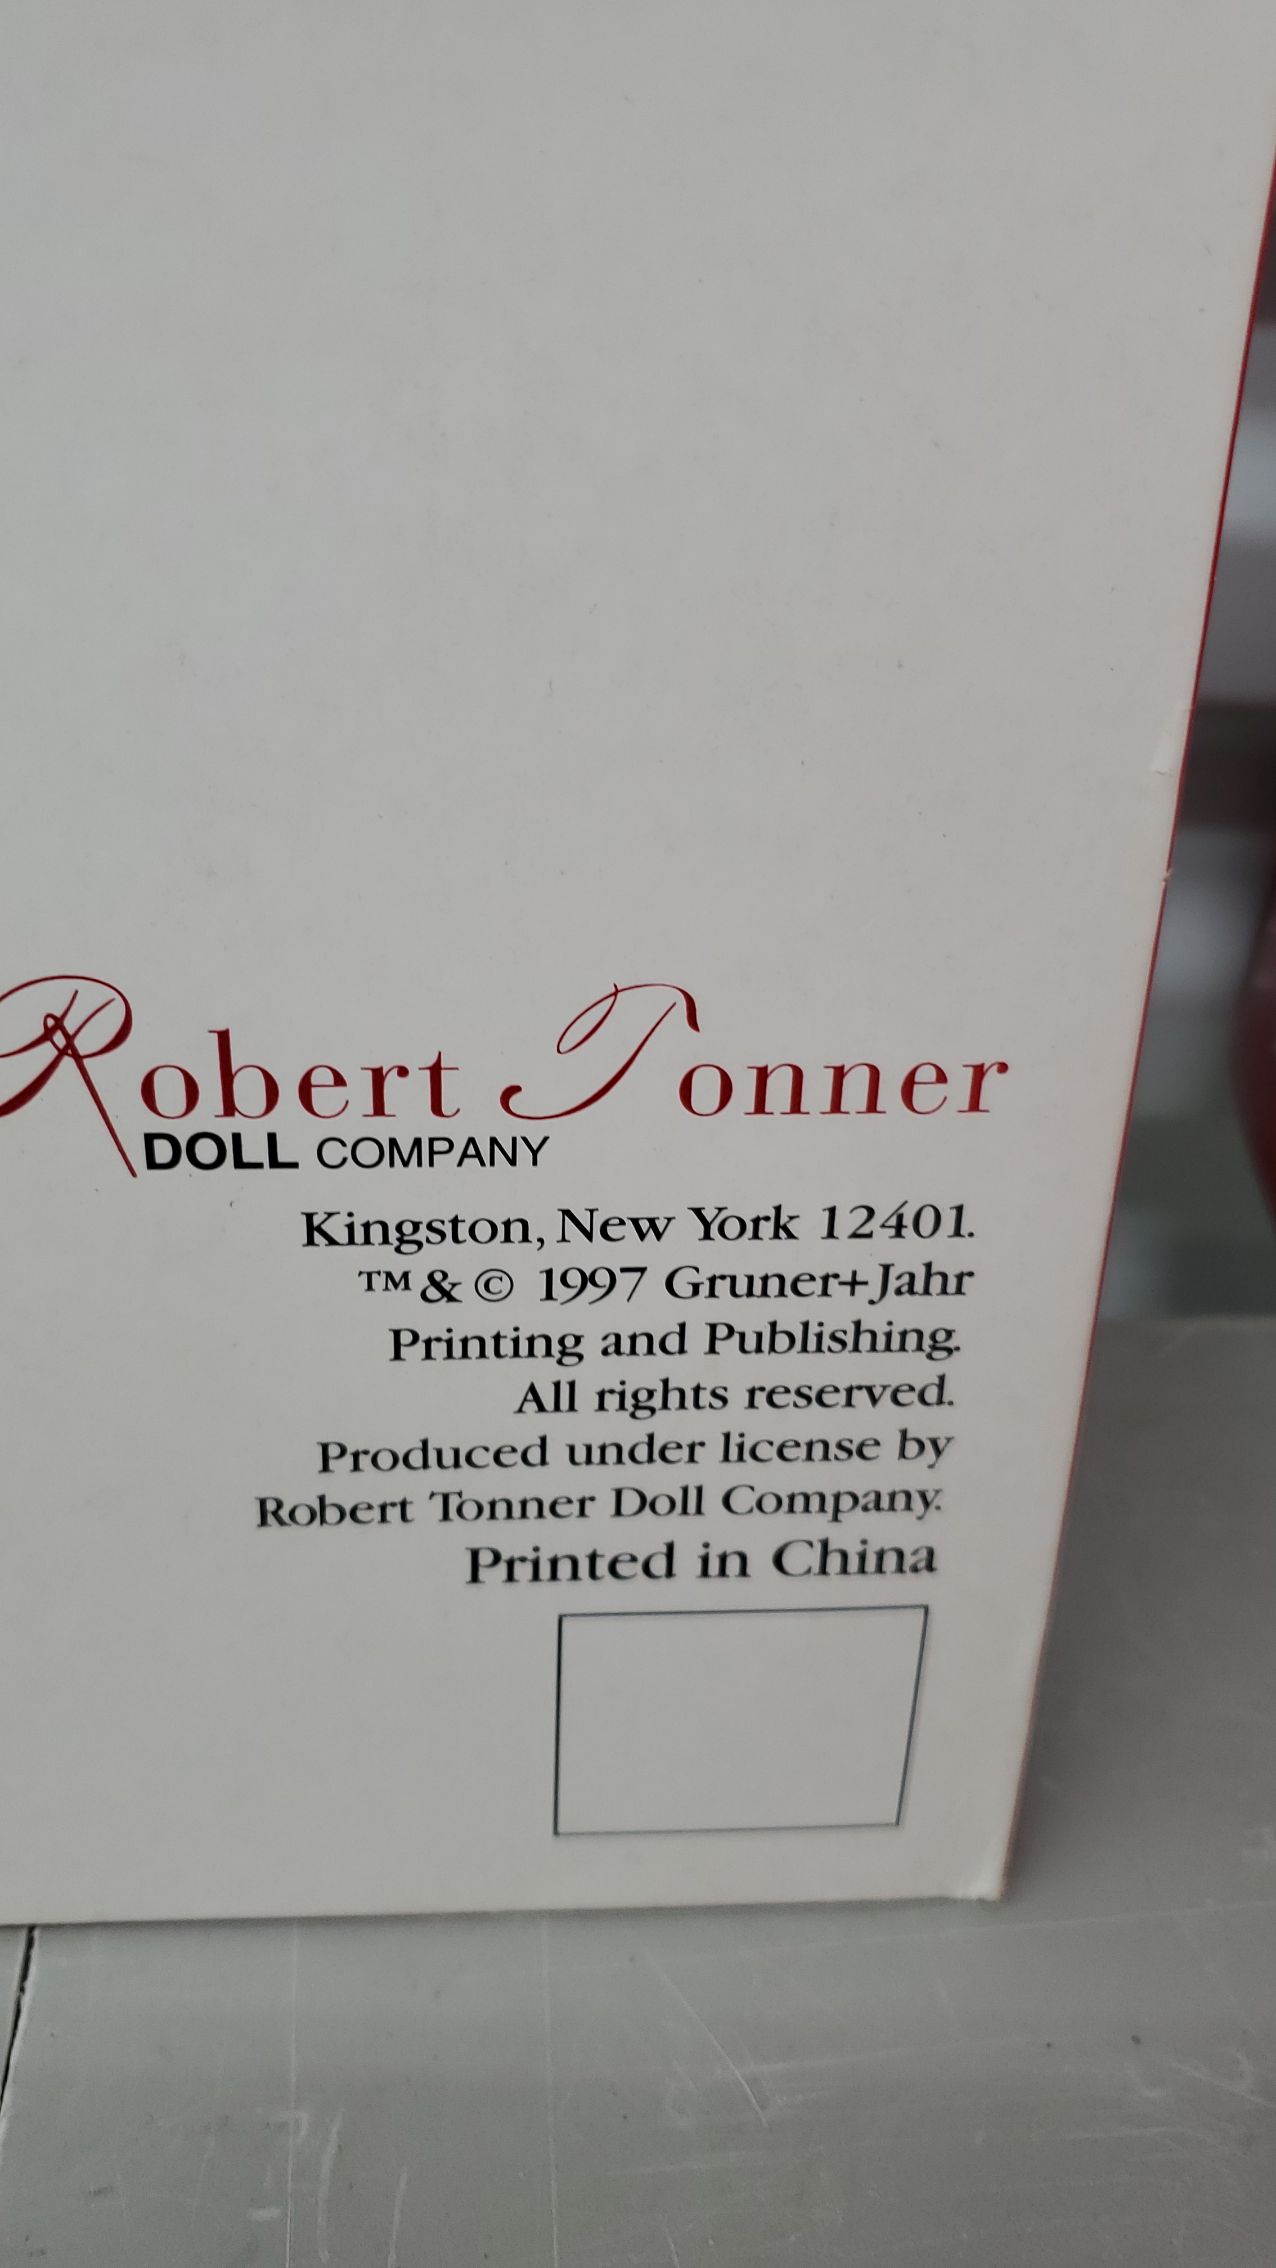 Robert Tonner
DOLL COMPANY
Kingston, New York 12401.
™ & © 1997 Gruner+Jahr
Printing and Publishing.
All rights reserved.
Produced under license by
Robert Tonner Doll Company.
Printed in China